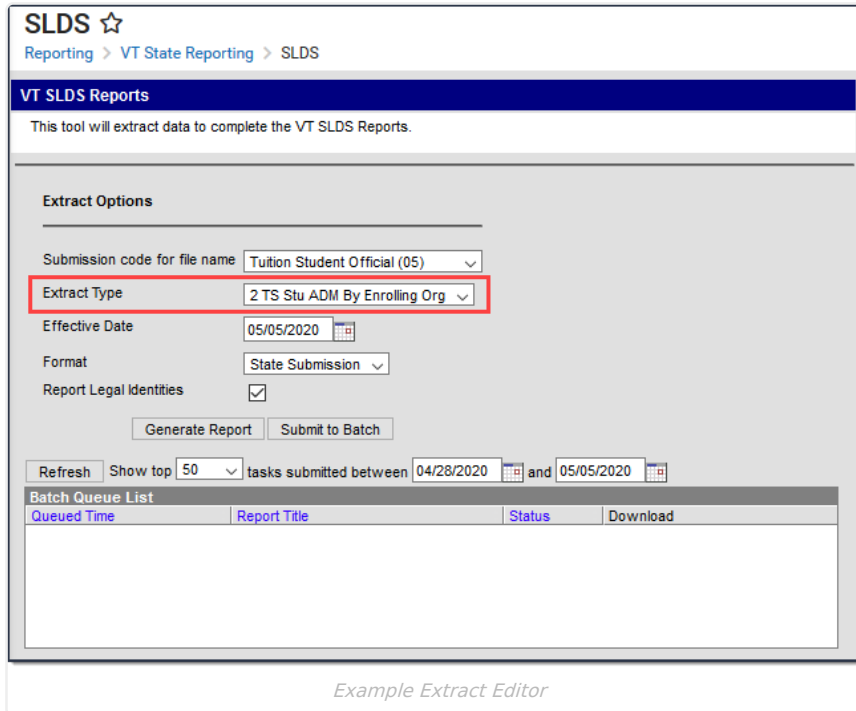 SLDS
Reporting > VT State Reporting > SLDS
VT SLDS Reports
This tool will extract data to complete the VT SLDS Reports.
Extract Options
Submission code for file name Tuition Student Official (05)
Extract Type 2 TS Stu ADM By Enrolling Org
Effective Date 05/05/2020
Format State Submission
Report Legal Identities
Generate Report Submit to Batch
Refresh Show top 50 tasks submitted between 04/28/2020 and 05/05/2020
Batch Queue List
Queued Time Report Title Status Download
Example Extract Editor